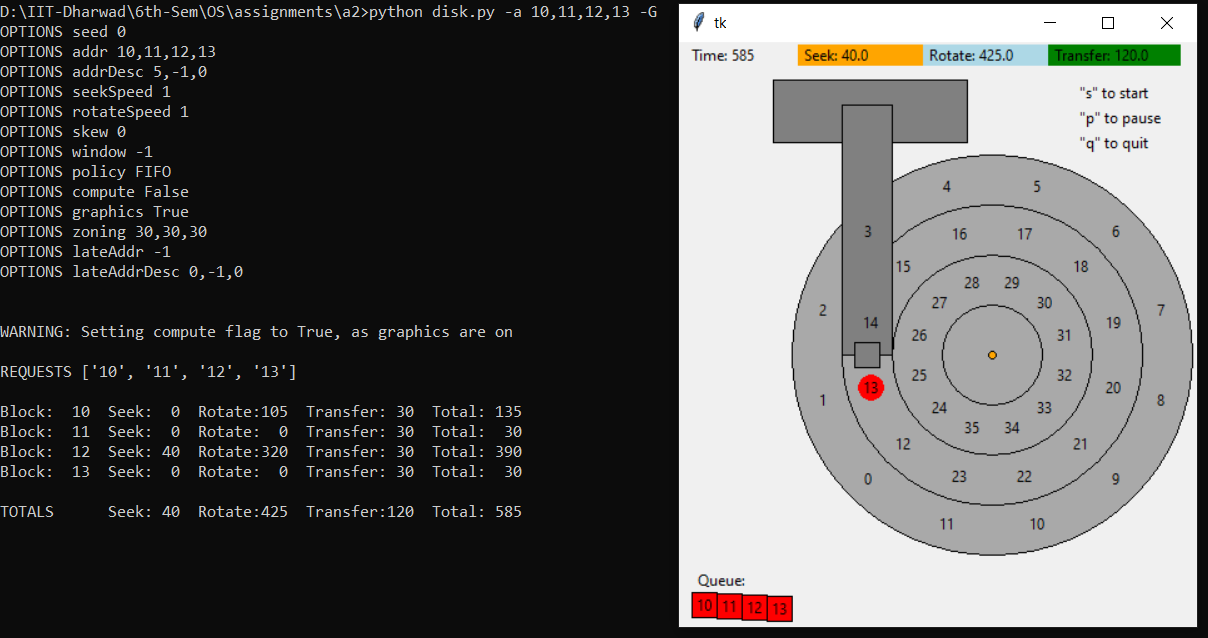 D:\IIT-Dharwad\6th-Sem\OS\assignments\a2>python disk.py -a 10,11,12,13 -G
OPTIONS seed 0
OPTIONS addr 10,11,12,13
OPTIONS addrDesc 5,-1,0
OPTIONS seekSpeed 1
OPTIONS rotateSpeed 1
OPTIONS skew 0
OPTIONS window -1
OPTIONS policy FIFO
OPTIONS compute False
OPTIONS graphics True
OPTIONS zoning 30,30,30
OPTIONS lateAddr -1
OPTIONS lateAddrDesc 0,-1,0
WARNING: Setting compute flag to True, as graphics are on
REQUESTS ['10', '11', '12', '13']
Block:  10  Seek:  0  Rotate:105  Transfer: 30  Total: 135
Block:  11  Seek:  0  Rotate:  0  Transfer: 30  Total:  30
Block:  12  Seek: 40  Rotate:320  Transfer: 30  Total: 390
Block:  13  Seek:  0  Rotate:  0  Transfer: 30  Total:  30
TOTALS      Seek: 40  Rotate:425  Transfer:120  Total: 585
tk
Time: 585 Seek: 40.0 Rotate: 425.0 Transfer: 120.0
"s" to start
"p" to pause
"q" to quit
4 5
3 16 17 6
15 18
28 29
2 27 30 7
14 19
26 31
25 32
13 20
1 24 33 8
35 34
12 21
0 23 22 9
11 10
Queue:
10 11 12 13